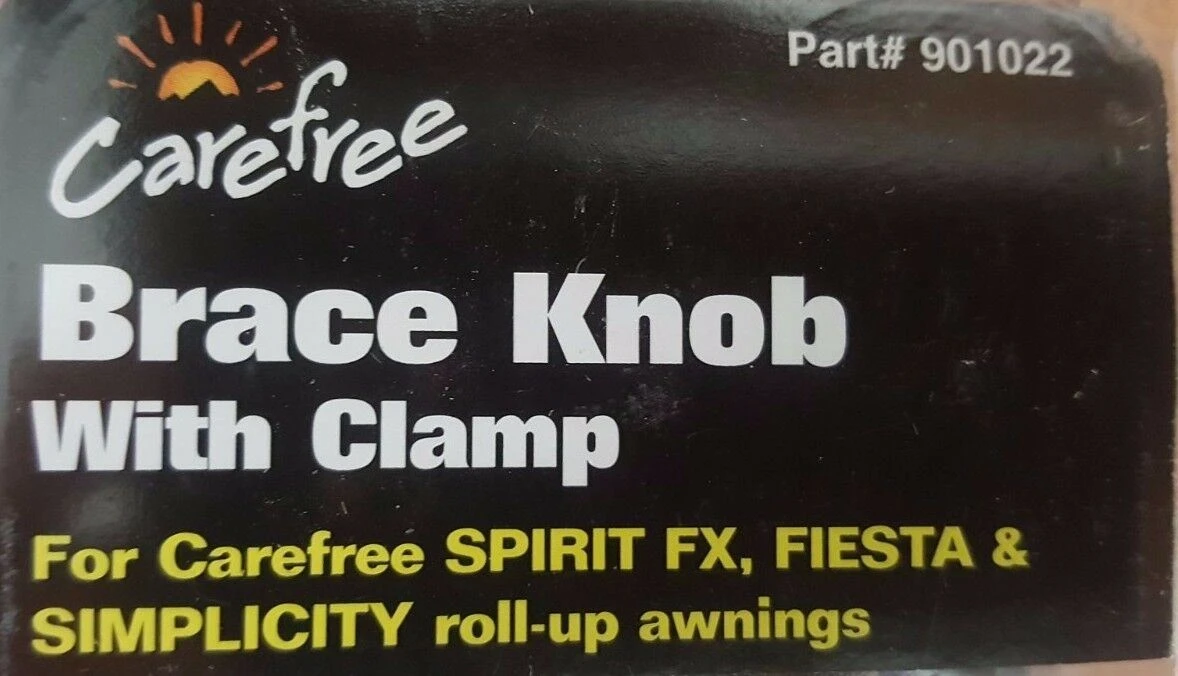 Carefree
Part# 901022
Brace Knob
With Clamp
For Carefree SPIRIT FX, FIESTA &
SIMPLICITY roll-up awnings